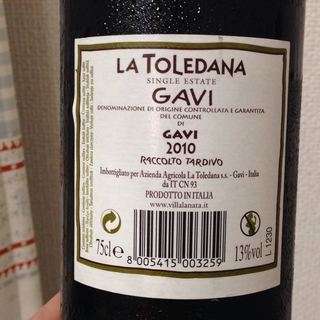 LA TOLEDANA
SINGLE ESTATE
GAVI
DENOMINAZIONE DI ORIGINE CONTROLLATA E GARANTITA
DEL COMUNE
DI
GAVI
2010
RACCOLTO TARDIVO
Imbottigliato per Azienda Agricola La Toledana s.s. - Gavi - Italia
da IT CN 93
PRODOTTO IN ITALIA
www.villalanata.it
75cl e
8 005415 003259
13%vol
L 1230